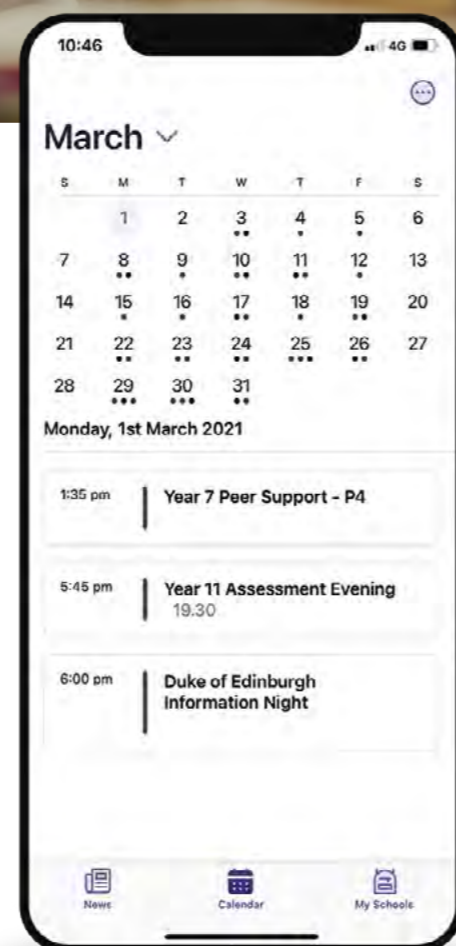 10:46
4G
March
S M T W T F S
1 2 3 4 5 6
7 8 9 10 11 12 13
14 15 16 17 18 19 20
21 22 23 24 25 26 27
28 29 30 31
Monday, 1st March 2021
1:35 pm Year 7 Peer Support - P4
5:45 pm Year 11 Assessment Evening
19.30
6:00 pm Duke of Edinburgh
Information Night
News Calendar My Schools